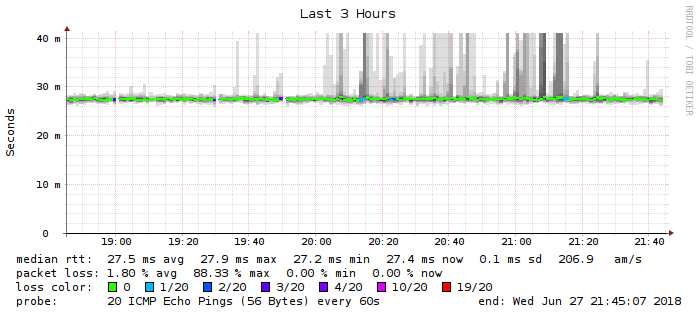 Last 3 Hours
RRDTOOL / TOBI OETIKER
Seconds
40 m
30 m
20 m
10 m
0
19:00 19:20 19:40 20:00 20:20 20:40 21:00 21:20 21:40
median rtt: 27.5 ms avg 27.9 ms max 27.2 ms min 27.4 ms now 0.1 ms sd 206.9 am/s
packet loss: 1.80 % avg 88.33 % max 0.00 % min 0.00 % now
loss color: 0 1/20 2/20 3/20 4/20 10/20 19/20
probe: 20 ICMP Echo Pings (56 Bytes) every 60s end: Wed Jun 27 21:45:07 2018